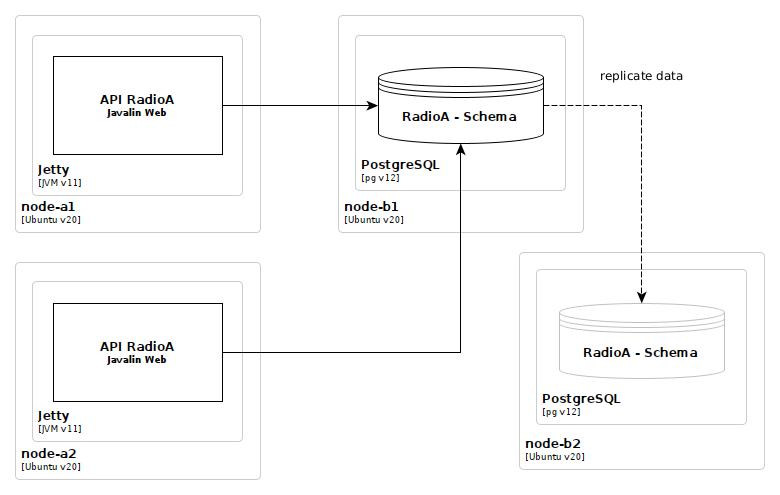 API RadioA
Javalin Web
Jetty
[JVM v11]
node-a1
[Ubuntu v20]
RadioA - Schema
PostgreSQL
[pg v12]
node-b1
[Ubuntu v20]
replicate data
API RadioA
Javalin Web
Jetty
[JVM v11]
node-a2
[Ubuntu v20]
RadioA - Schema
PostgreSQL
[pg v12]
node-b2
[Ubuntu v20]